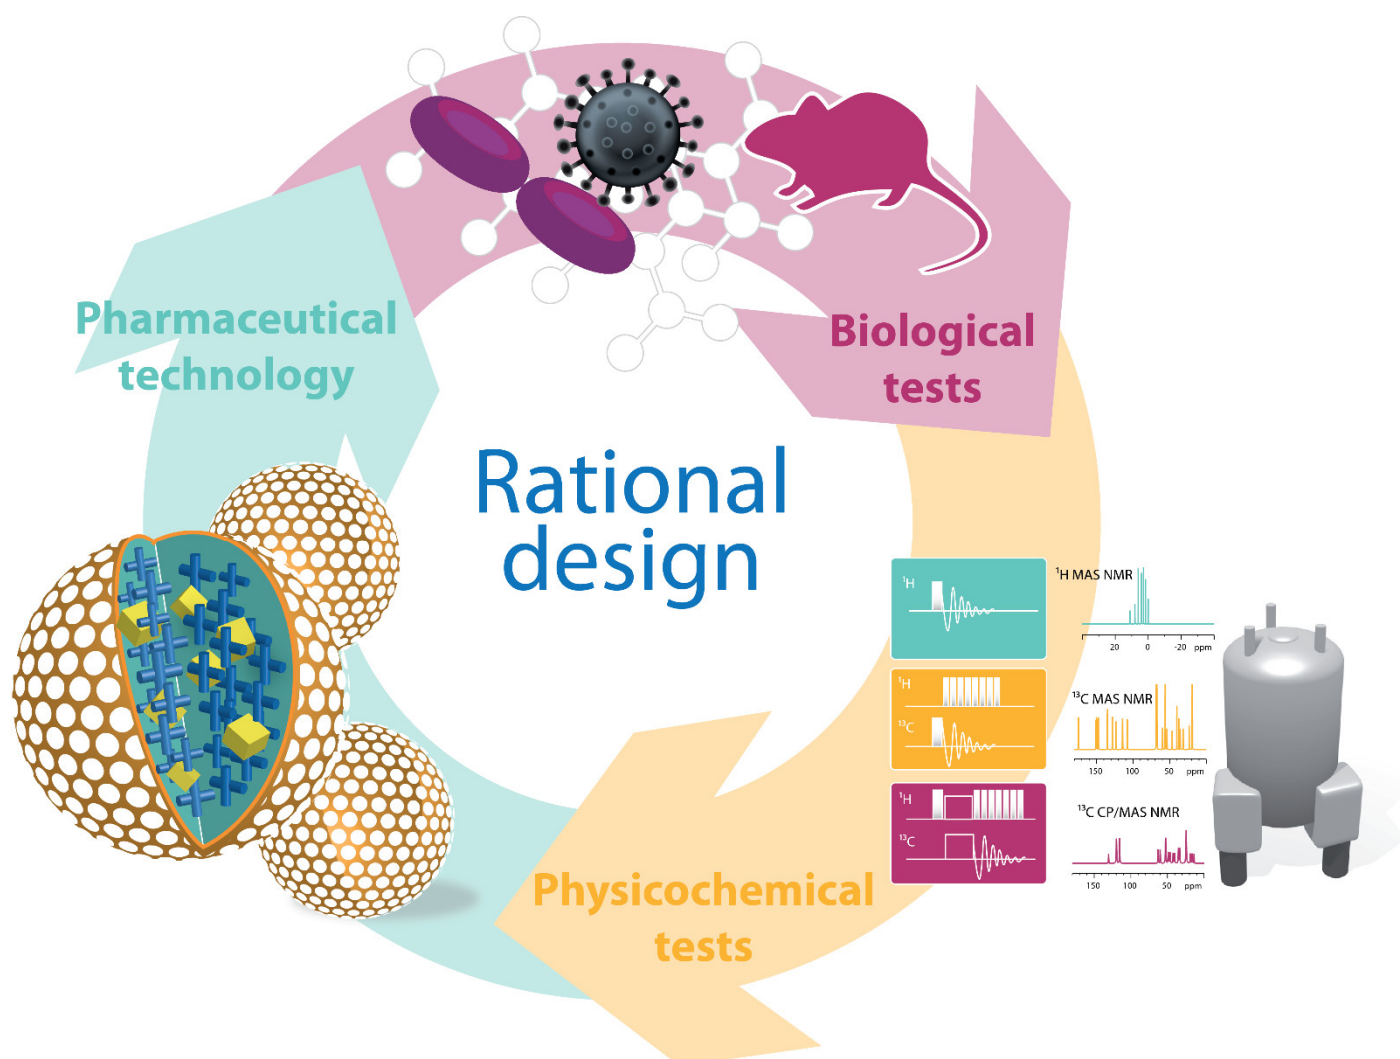 Pharmaceutical
technology
Biological
tests
Rational
design
¹H
¹H MAS NMR
20 0 -20 ppm
¹H
¹³C
¹³C MAS NMR
150 100 50 ppm
¹H
¹³C
¹³C CP/MAS NMR
150 100 50 ppm
Physicochemical
tests